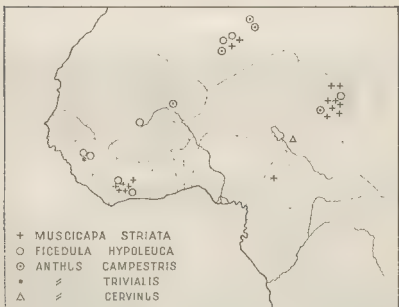 + MUSCICAPA STRIATA
○ FICEDULA HYPOLEUCA
⊙ ANTHUS CAMPESTRIS
• 〃 TRIVIALIS
△ 〃 CERVINUS